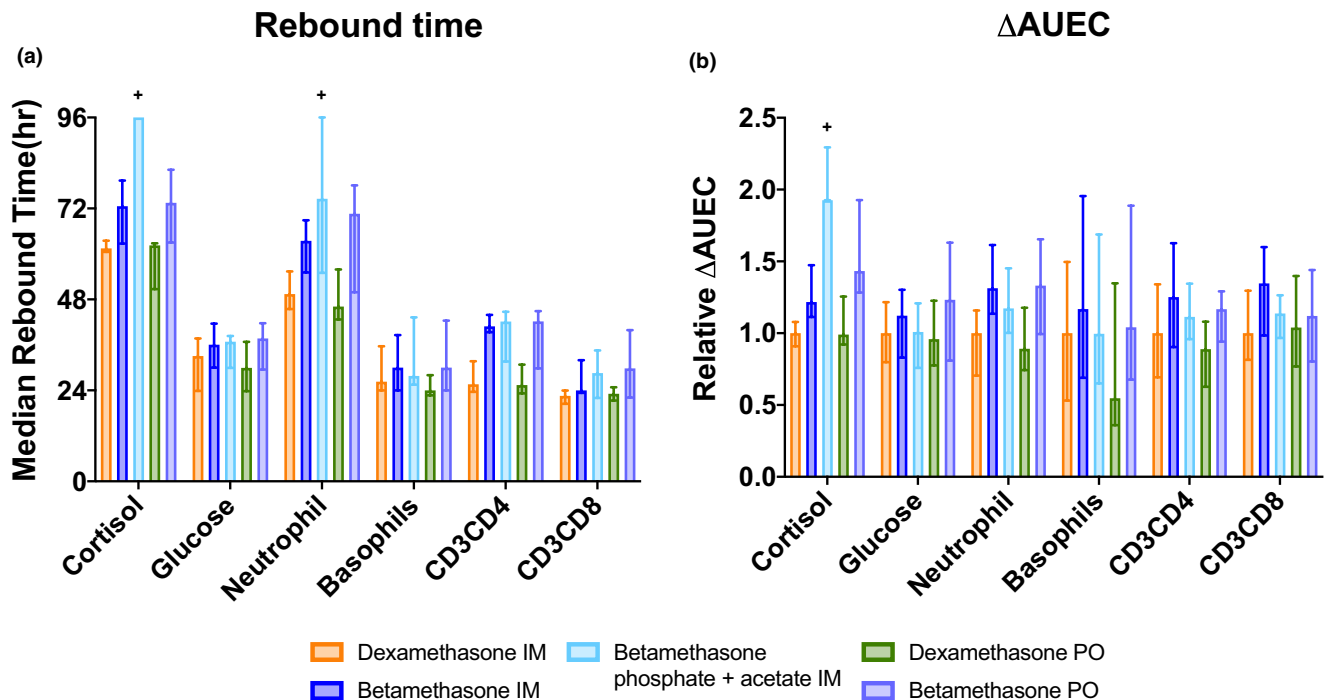 Rebound time
ΔAUEC
(a)
(b)
+
+
+
Median Rebound Time(hr)
96
72
48
24
0
Cortisol
Glucose
Neutrophil
Basophils
CD3CD4
CD3CD8
Relative ΔAUEC
2.5
2.0
1.5
1.0
0.5
0.0
Cortisol
Glucose
Neutrophil
Basophils
CD3CD4
CD3CD8
Dexamethasone IM
Betamethasone IM
Betamethasone
phosphate + acetate IM
Dexamethasone PO
Betamethasone PO